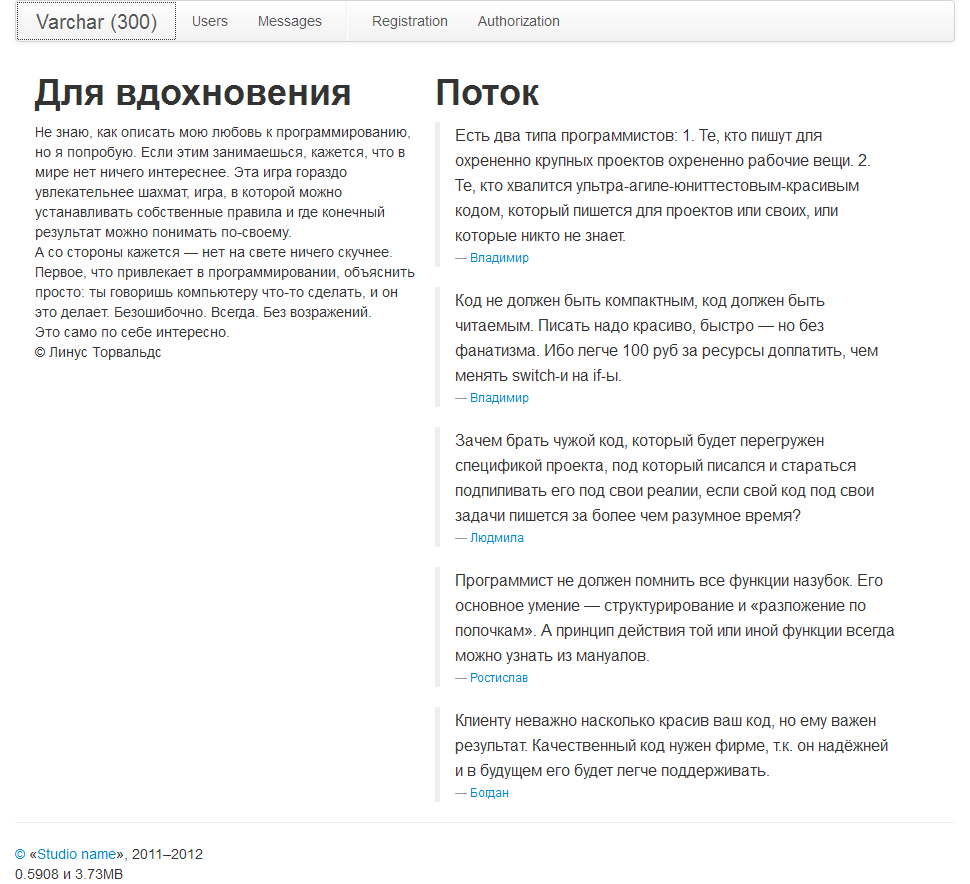 Varchar (300) Users Messages Registration Authorization
Для вдохновения
Не знаю, как описать мою любовь к программированию,
но я попробую. Если этим занимаешься, кажется, что в
мире нет ничего интереснее. Эта игра гораздо
увлекательнее шахмат, игра, в которой можно
устанавливать собственные правила и где конечный
результат можно понимать по-своему.
А со стороны кажется — нет на свете ничего скучнее.
Первое, что привлекает в программировании, объяснить
просто: ты говоришь компьютеру что-то сделать, и он
это делает. Безошибочно. Всегда. Без возражений.
Это само по себе интересно.
© Линус Торвальдс
Поток
Есть два типа программистов: 1. Те, кто пишут для
охрененно крупных проектов охрененно рабочие вещи. 2.
Те, кто хвалится ультра-агиле-юниттестовым-красивым
кодом, который пишется для проектов или своих, или
которые никто не знает.
— Владимир
Код не должен быть компактным, код должен быть
читаемым. Писать надо красиво, быстро — но без
фанатизма. Ибо легче 100 руб за ресурсы доплатить, чем
менять switch-и на if-ы.
— Владимир
Зачем брать чужой код, который будет перегружен
спецификой проекта, под который писался и стараться
подпиливать его под свои реалии, если свой код под свои
задачи пишется за более чем разумное время?
— Людмила
Программист не должен помнить все функции назубок. Его
основное умение — структурирование и «разложение по
полочкам». А принцип действия той или иной функции всегда
можно узнать из мануалов.
— Ростислав
Клиенту неважно насколько красив ваш код, но ему важен
результат. Качественный код нужен фирме, т.к. он надёжней
и в будущем его будет легче поддерживать.
— Богдан
© «Studio name», 2011–2012
0.5908 и 3.73MB